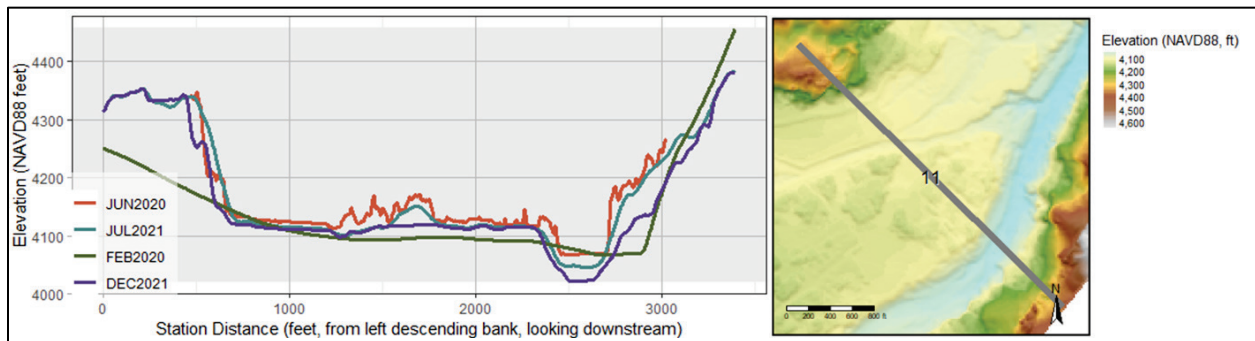 Elevation (NAVD88 feet)
4400
4300
4200
4100
4000
JUN2020
JUL2021
FEB2020
DEC2021
0
1000
2000
3000
Station Distance (feet, from left descending bank, looking downstream)
11
N
0 200 400 600 800 ft
Elevation (NAVD88, ft)
4,100
4,200
4,300
4,400
4,500
4,600